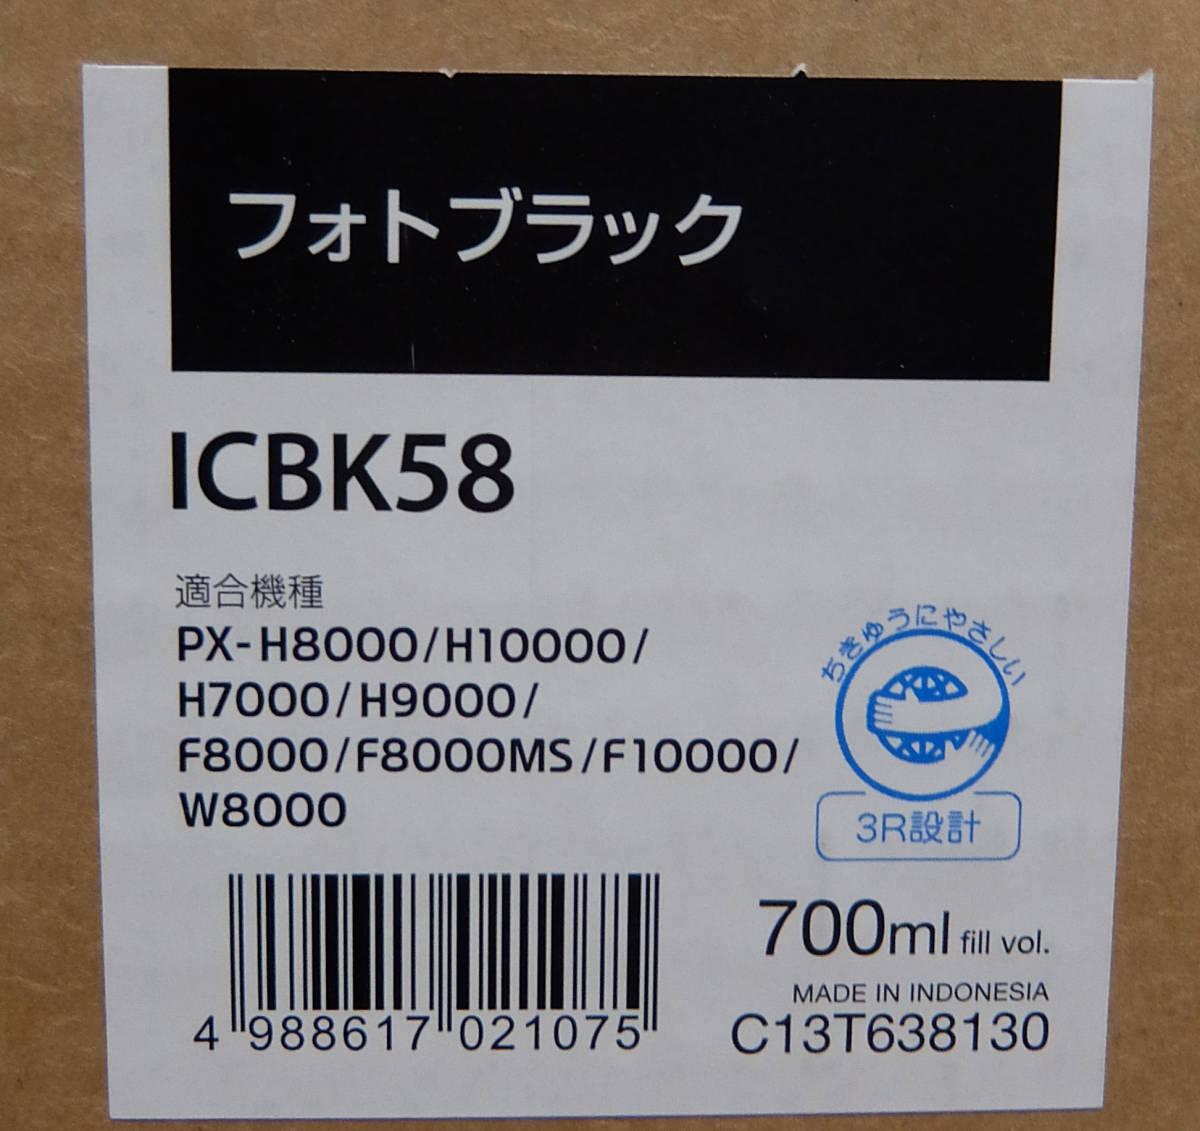 フォトブラック
ICBK58
適合機種
PX-H8000/H10000/
H7000/H9000/
F8000/F8000MS/F10000/
W8000
ちきゅうにやさしい
3R設計
700ml fill vol.
MADE IN INDONESIA
C13T638130
4 988617 021075